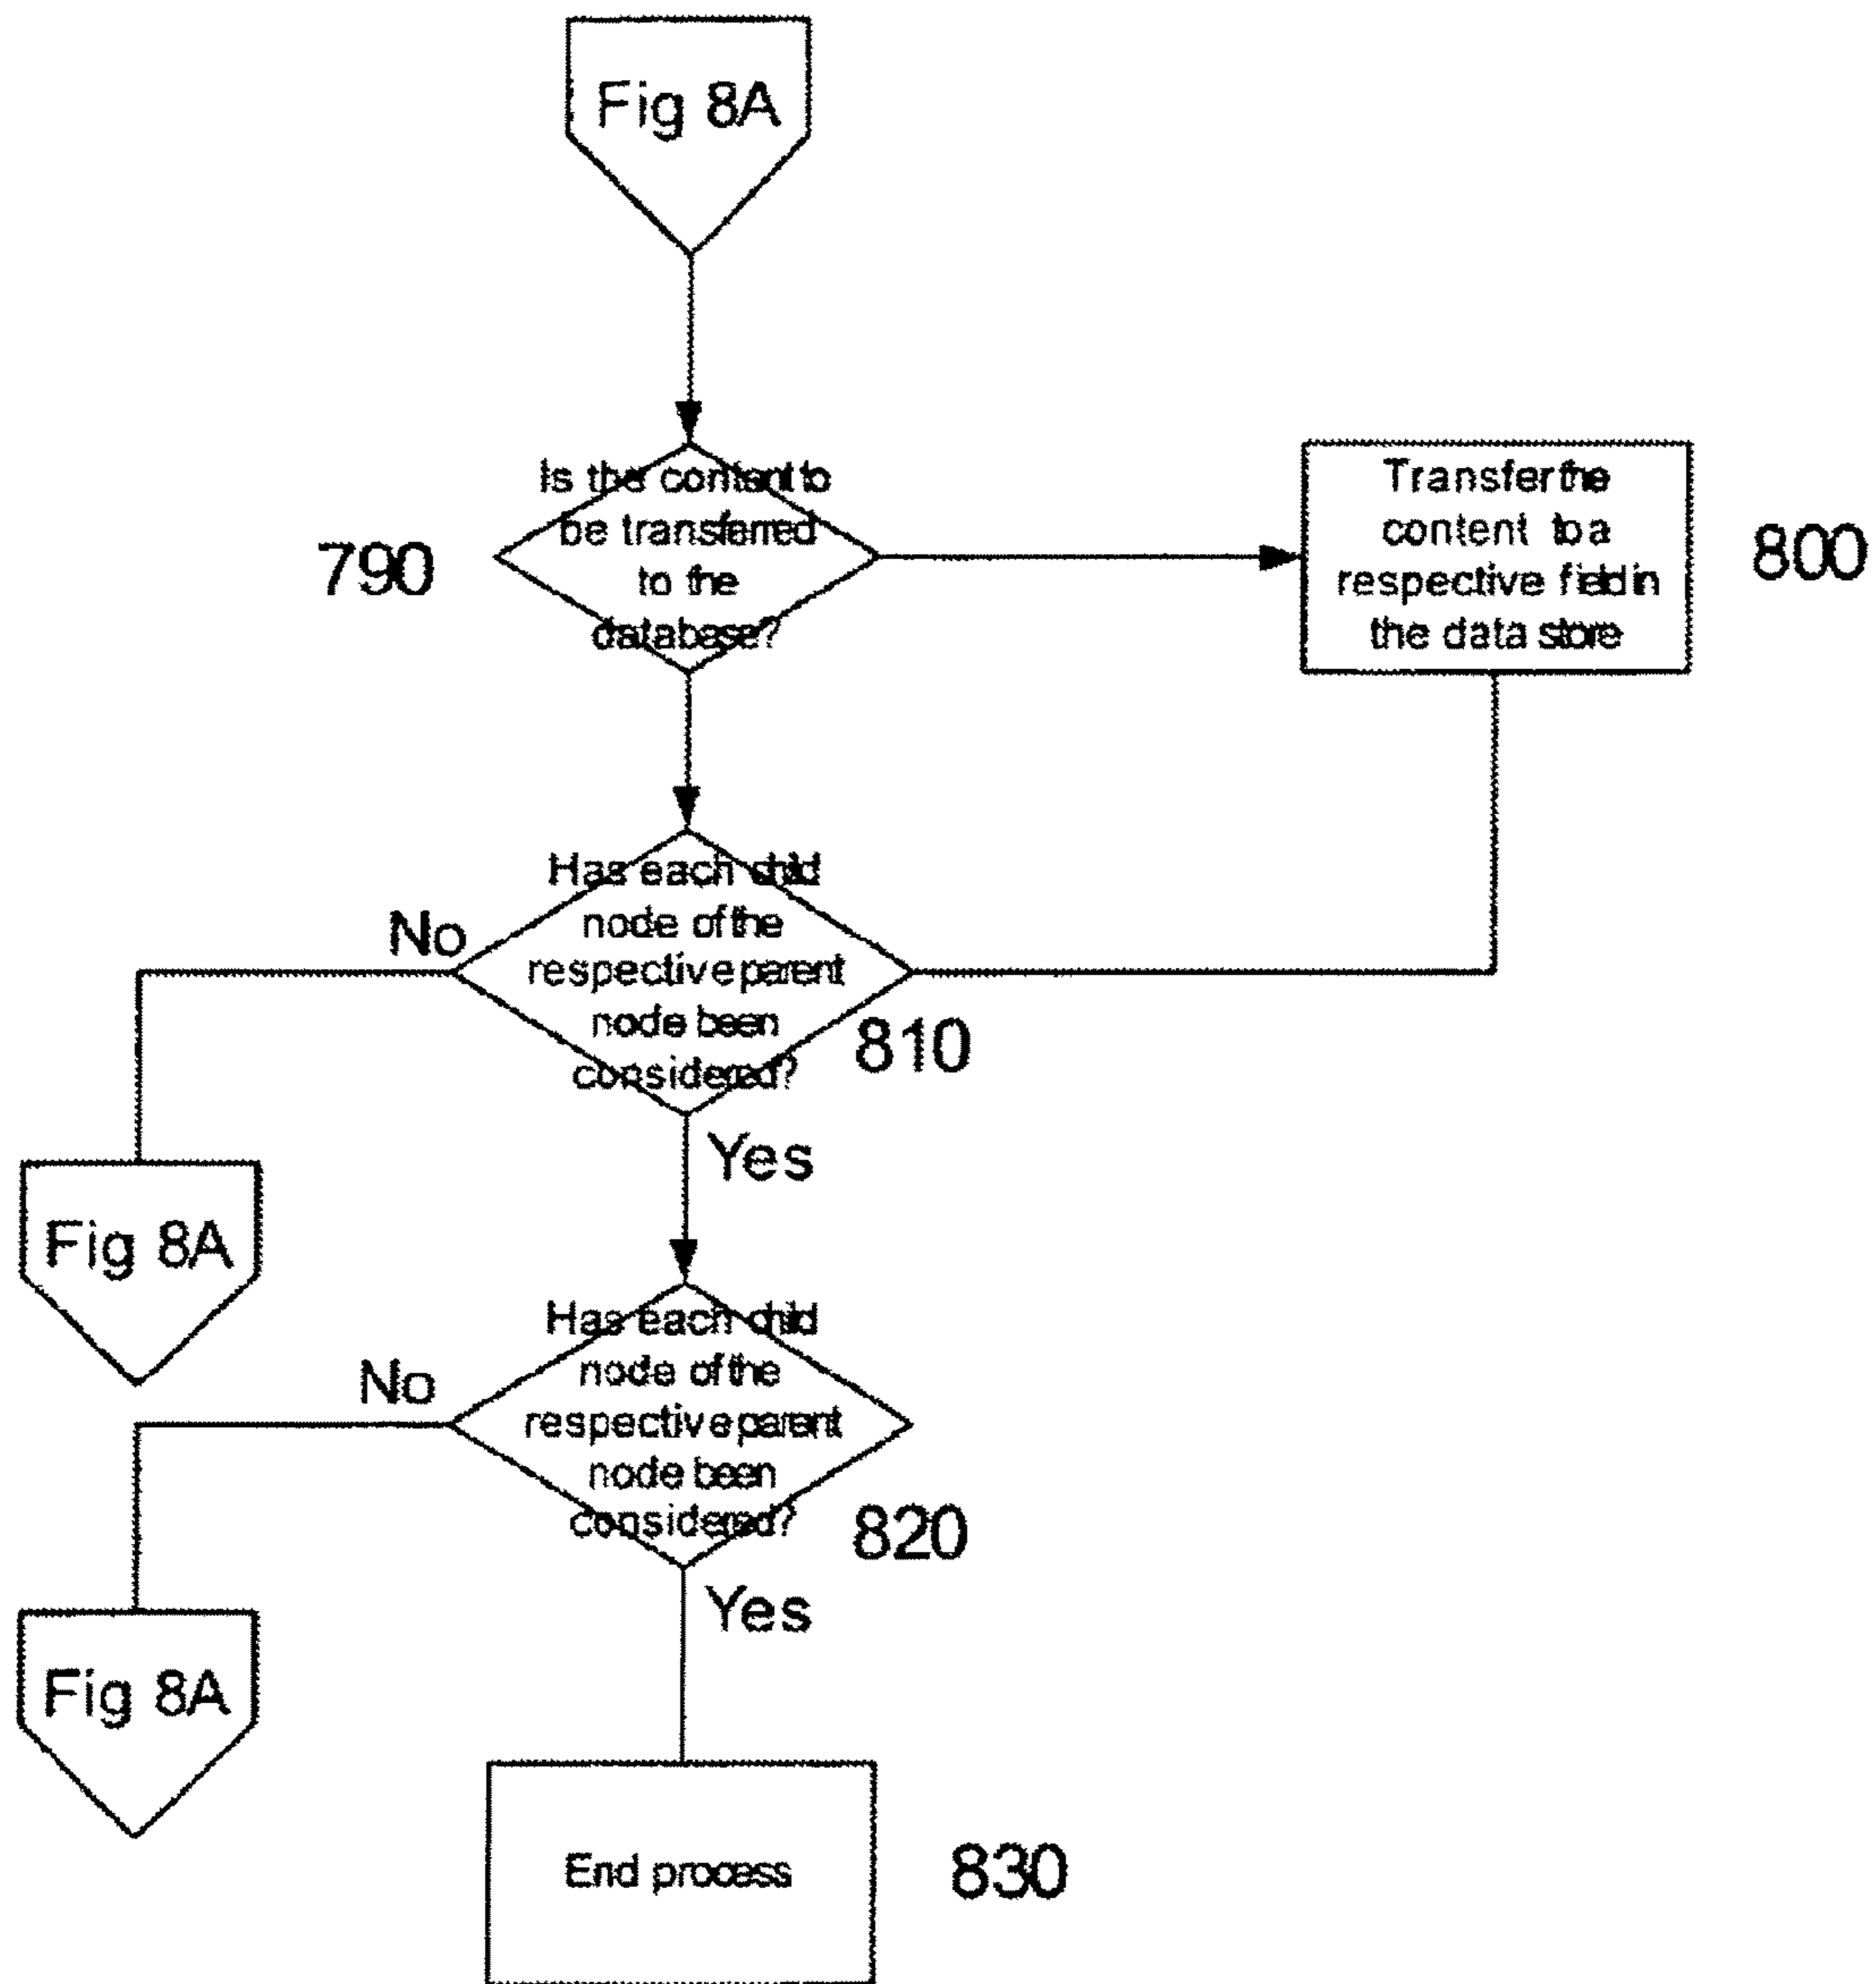 Fig 8A
Is the content to
be transferred
to the
database?
790
Transfer the
content to a
respective field in
the data store
800
Has each child
node of the
respective parent
node been
considered?
No
810
Yes
Fig 8A
Has each child
node of the
respective parent
node been
considered?
No
820
Yes
Fig 8A
End process
830